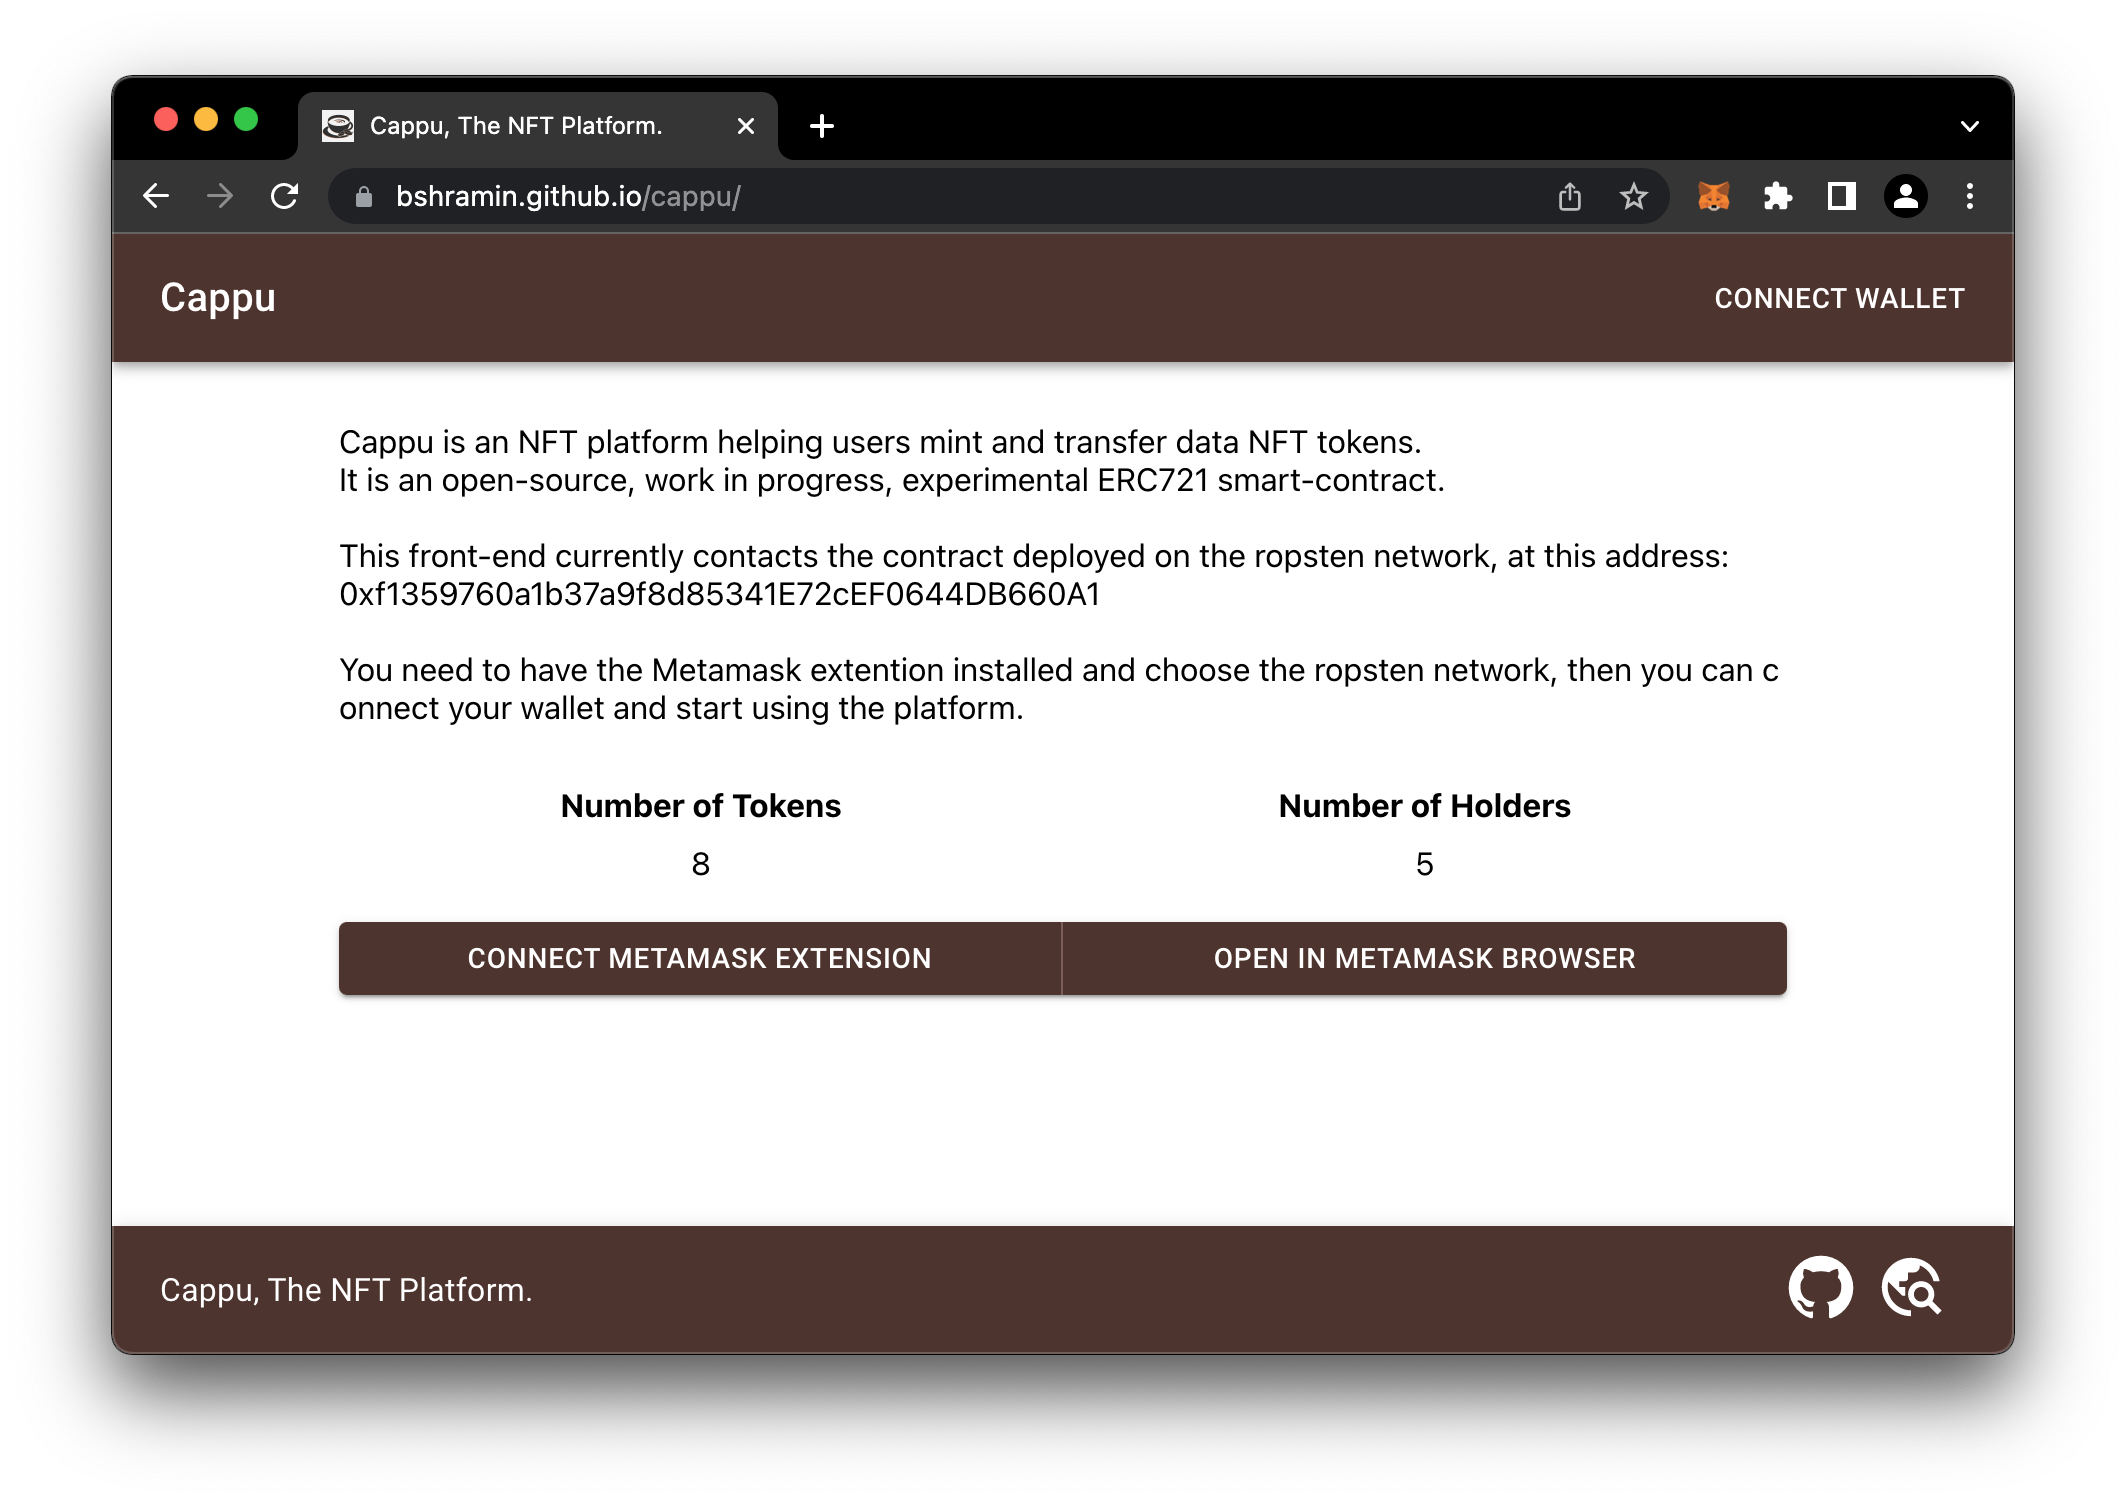 Cappu, The NFT Platform.
bshramin.github.io/cappu/
Cappu
CONNECT WALLET
Cappu is an NFT platform helping users mint and transfer data NFT tokens.
It is an open-source, work in progress, experimental ERC721 smart-contract.
This front-end currently contacts the contract deployed on the ropsten network, at this address:
0xf1359760a1b37a9f8d85341E72cEF0644DB660A1
You need to have the Metamask extention installed and choose the ropsten network, then you can c
onnect your wallet and start using the platform.
Number of Tokens
Number of Holders
8
5
CONNECT METAMASK EXTENSION
OPEN IN METAMASK BROWSER
Cappu, The NFT Platform.